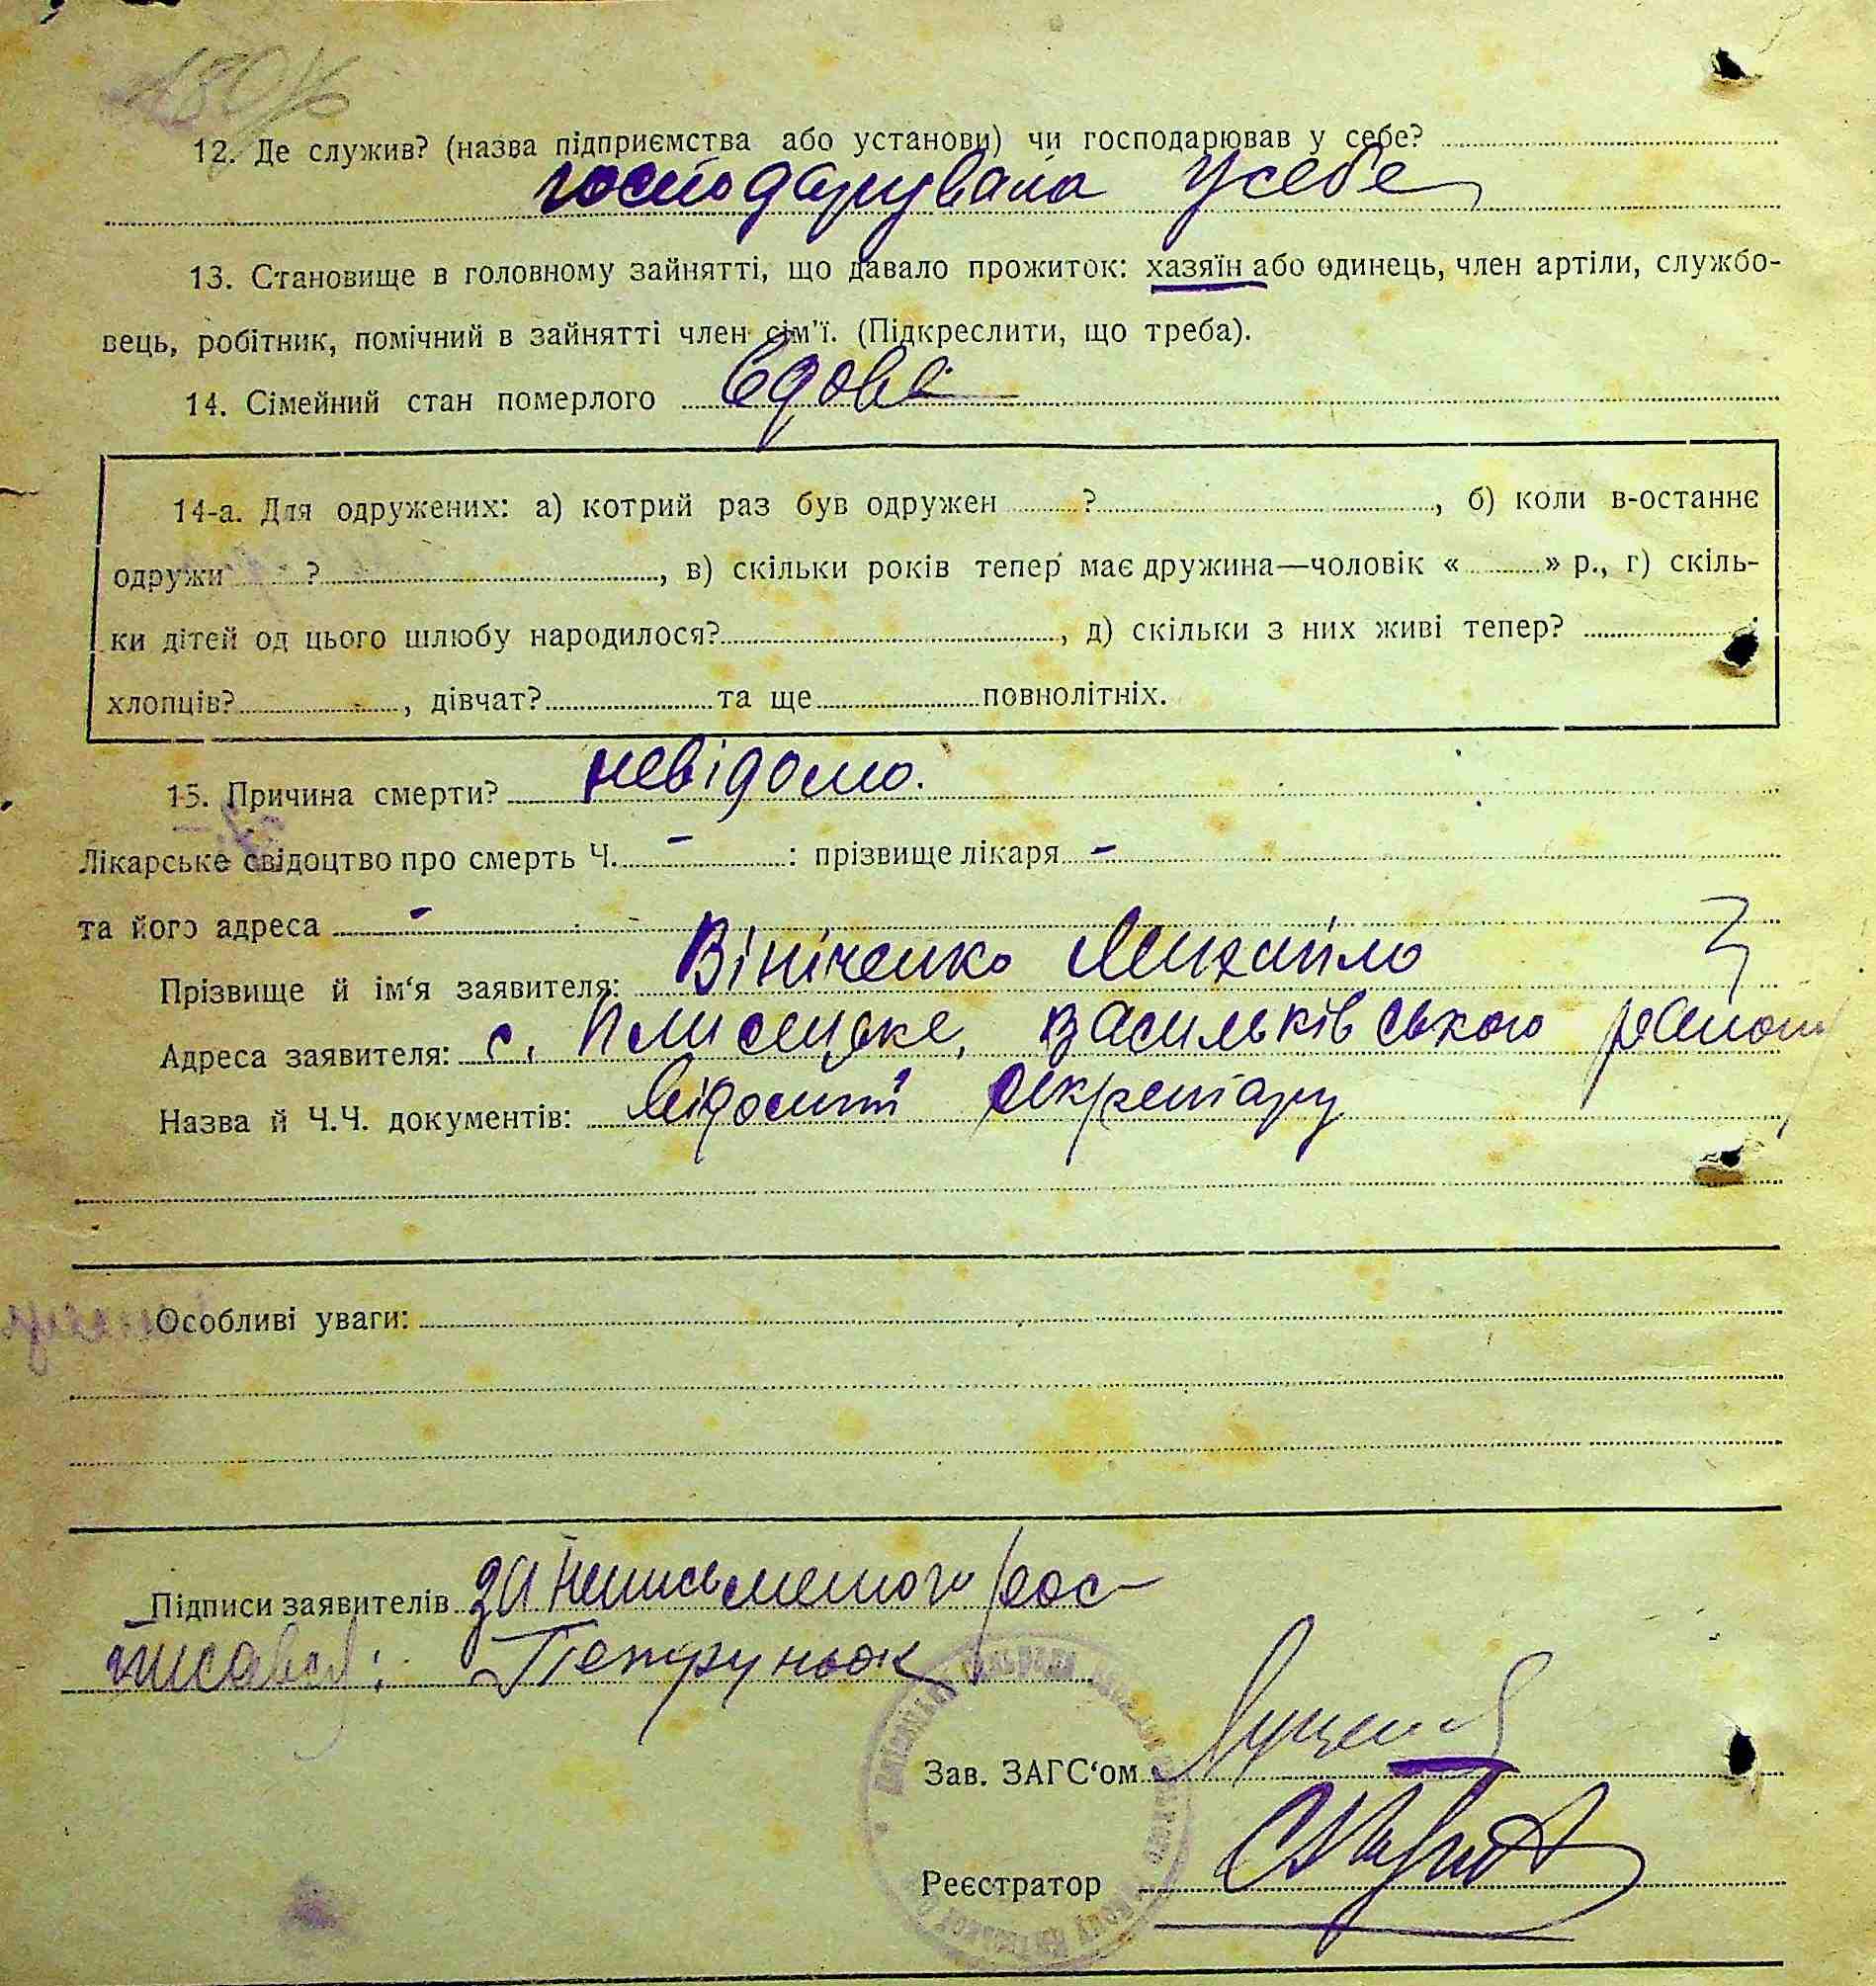 12. Де служив? (назва підприємства або установи) чи господарював у себе?
господарувала у себе
13. Становище в головному зайнятті, що давало прожиток: хазяїн або одинець, член артіли, службо-
вець, робітник, помічний в зайнятті член сім'ї. (Підкреслити, що треба).
14. Сімейний стан померлого вдова
14-а. Для одружених: а) котрий раз був одружен ?, б) коли в-останнє
одружи ?, в) скільки років тепер має дружина—чоловік « » р., г) скіль-
ки дітей од цього шлюбу народилося?, д) скільки з них живі тепер?
хлопців?, дівчат? та ще повнолітніх.
15. Причина смерти? невідомо.
Лікарське свідоцтво про смерть Ч. - : прізвище лікаря -
та його адреса -
Прізвище й ім'я заявителя: Вініченко Михайло
Адреса заявителя: с. Плисецьке, Васильківського району
Назва й Ч.Ч. документів: відомості секретару
Особливі уваги:
Підписи заявителів за неписьменого рос-
писався: Петруньок
Зав. ЗАГС'ом
Реєстратор